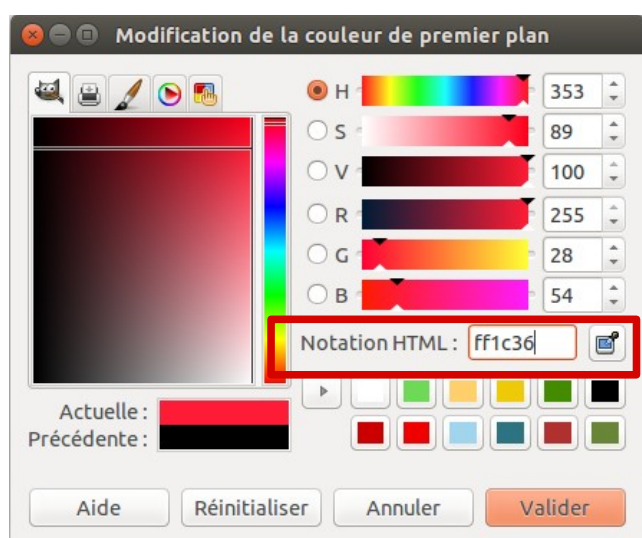 Modification de la couleur de premier plan
H 353
S 89
V 100
R 255
G 28
B 54
Notation HTML : ff1c36
Actuelle :
Précédente :
Aide Réinitialiser Annuler Valider